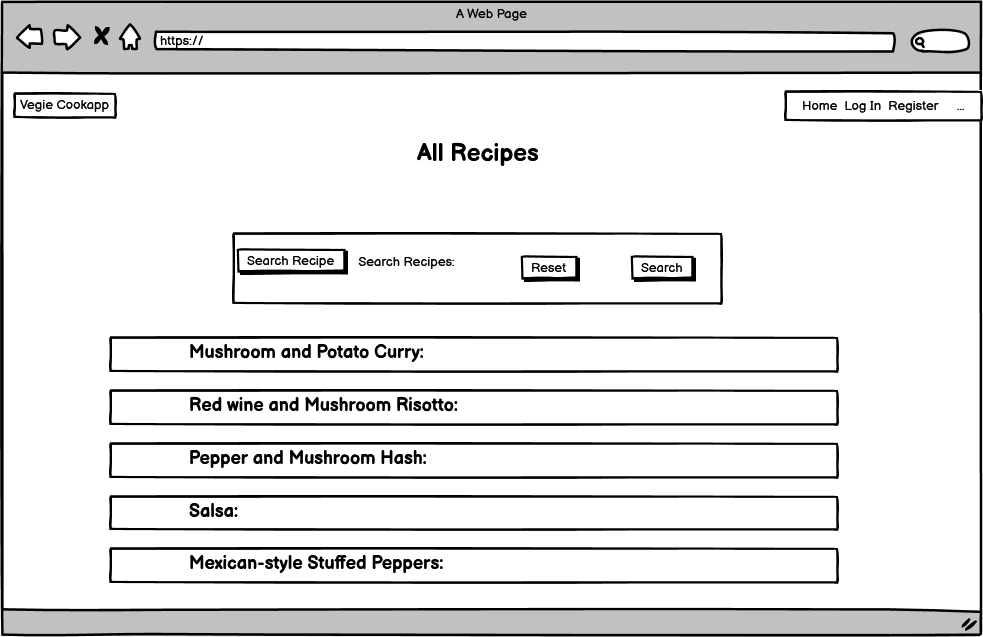 A Web Page
https://
Vegie Cookapp
Home Log In Register ...
All Recipes
Search Recipe Search Recipes: Reset Search
Mushroom and Potato Curry:
Red wine and Mushroom Risotto:
Pepper and Mushroom Hash:
Salsa:
Mexican-style Stuffed Peppers: